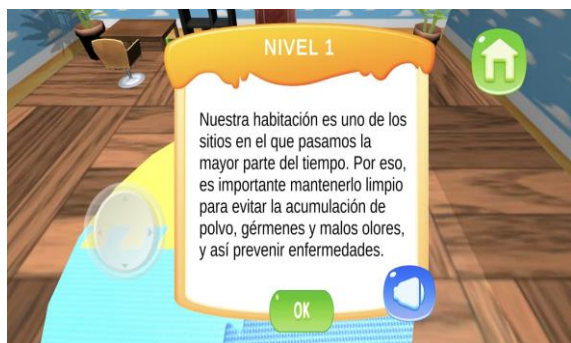 NIVEL 1
Nuestra habitación es uno de los
sitios en el que pasamos la
mayor parte del tiempo. Por eso,
es importante mantenerlo limpio
para evitar la acumulación de
polvo, gérmenes y malos olores,
y así prevenir enfermedades.
OK